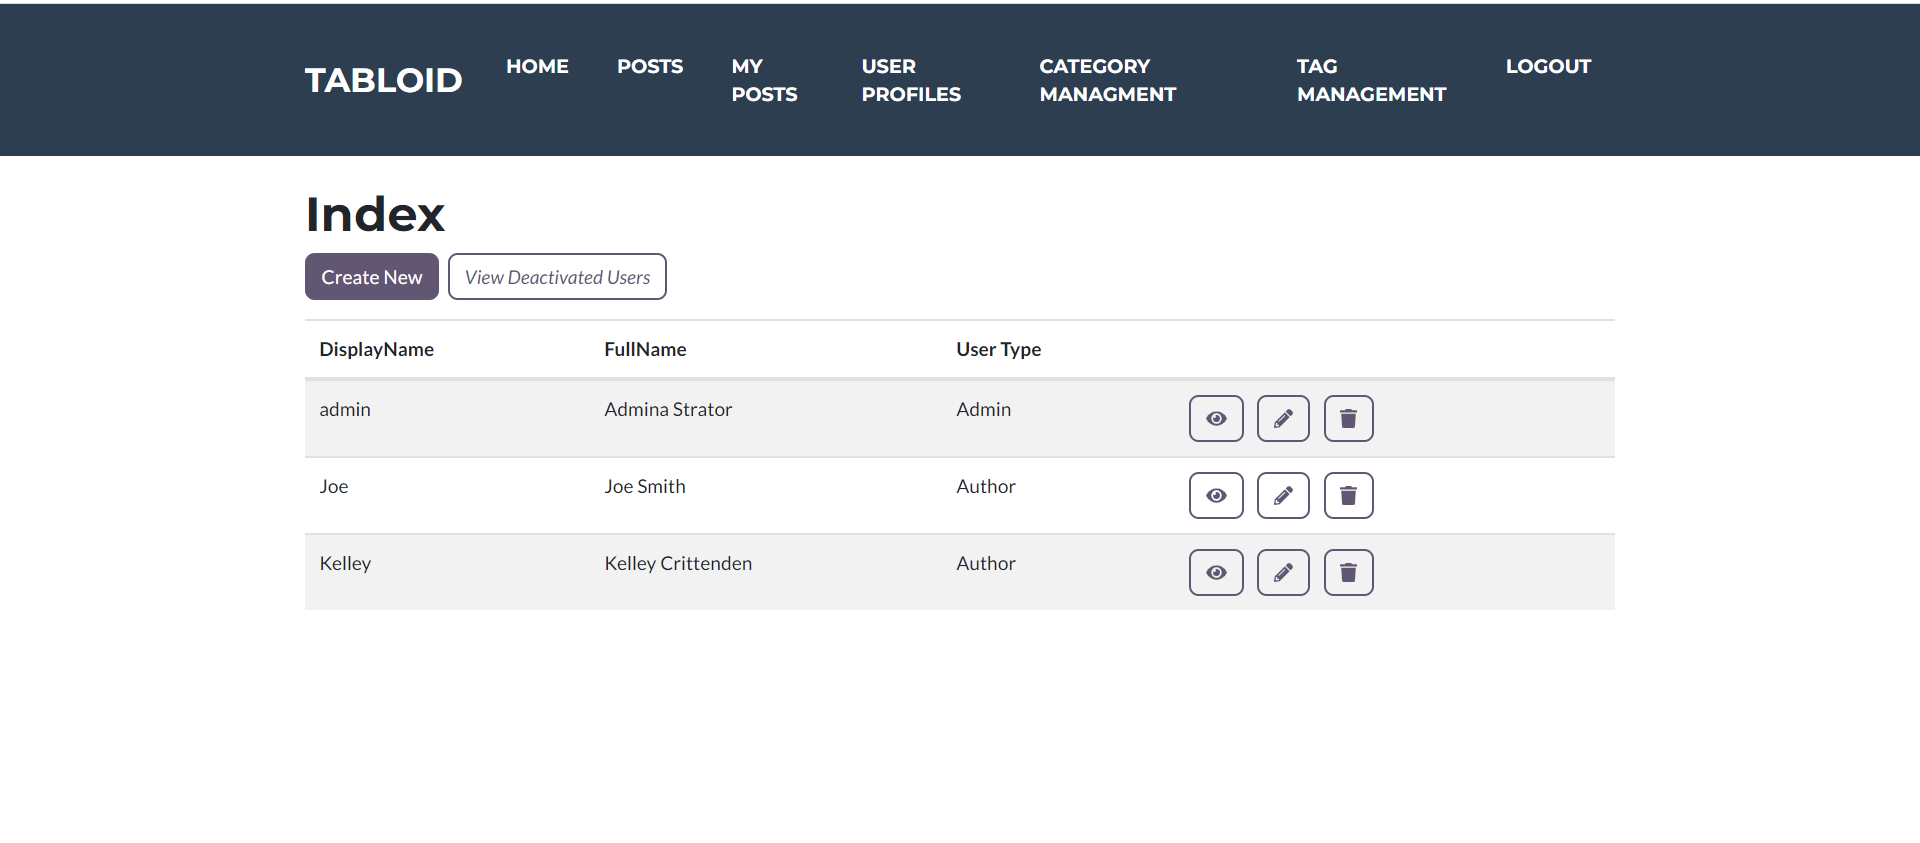 TABLOID HOME POSTS MY POSTS USER PROFILES CATEGORY MANAGMENT TAG MANAGEMENT LOGOUT
Index
Create New View Deactivated Users
DisplayName FullName User Type
admin Admina Strator Admin
Joe Joe Smith Author
Kelley Kelley Crittenden Author